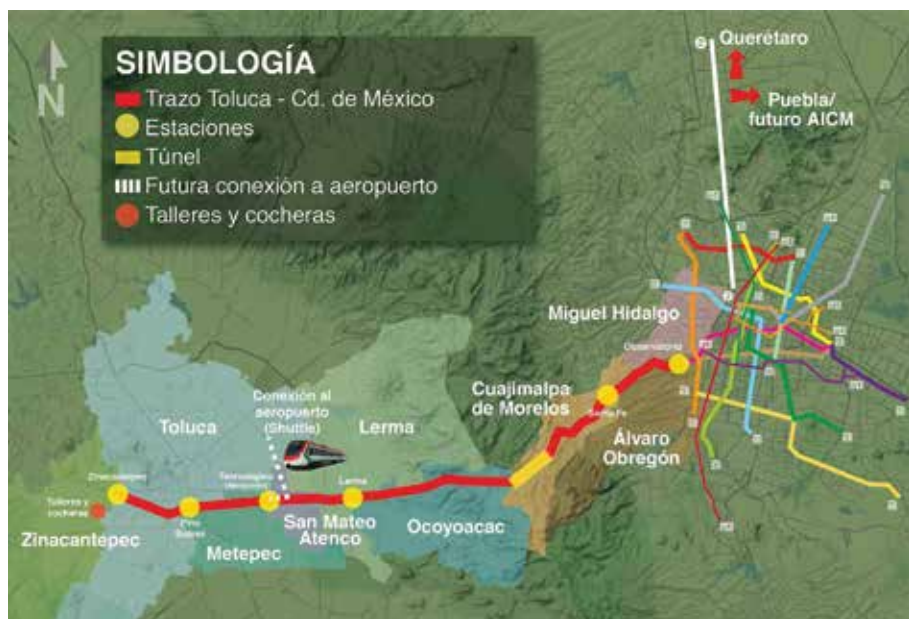 N
SIMBOLOGÍA
Trazo Toluca - Cd. de México
Estaciones
Túnel
Futura conexión a aeropuerto
Talleres y cocheras
Querétaro
Puebla/
futuro AICM
Miguel Hidalgo
Observatorio
Cuajimalpa
de Morelos
Santa Fe
Álvaro
Obregón
Conexión al
aeropuerto
(Shuttle)
Toluca
Lerma
Zinacantepec
Tecnológico
Lerma
Talleres y
cocheras
Pino
Suárez
Zinacantepec
Metepec
San Mateo
Atenco
Ocoyoacac